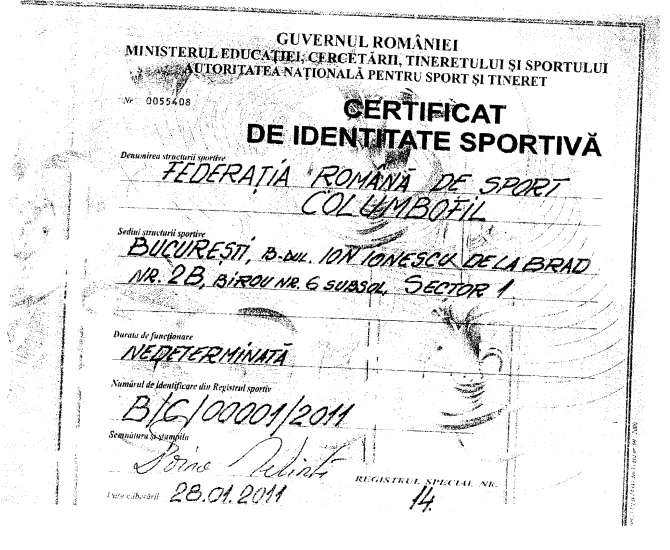 GUVERNUL ROMÂNIEI
MINISTERUL EDUCAȚIEI, CERCETĂRII, TINERETULUI ȘI SPORTULUI
AUTORITATEA NAȚIONALĂ PENTRU SPORT ȘI TINERET
Nr 0055408
CERTIFICAT
DE IDENTITATE SPORTIVĂ
Denumirea structurii sportive
FEDERAȚIA ROMÂNĂ DE SPORT
COLUMBOFIL
Sediul structurii sportive
BUCUREȘTI, B-DUL. ION IONESCU DE LA BRAD
NR. 2B, BIROU NR. 6 SUBSOL, SECTOR 1.
Durata de funcționare
NEDETERMINATĂ
Numărul de identificare din Registrul sportiv
B/C/00001/2011
Semnătura și ștampila
REGISTRUL SPECIAL NR.
Data eliberării 28.01.2011
14.